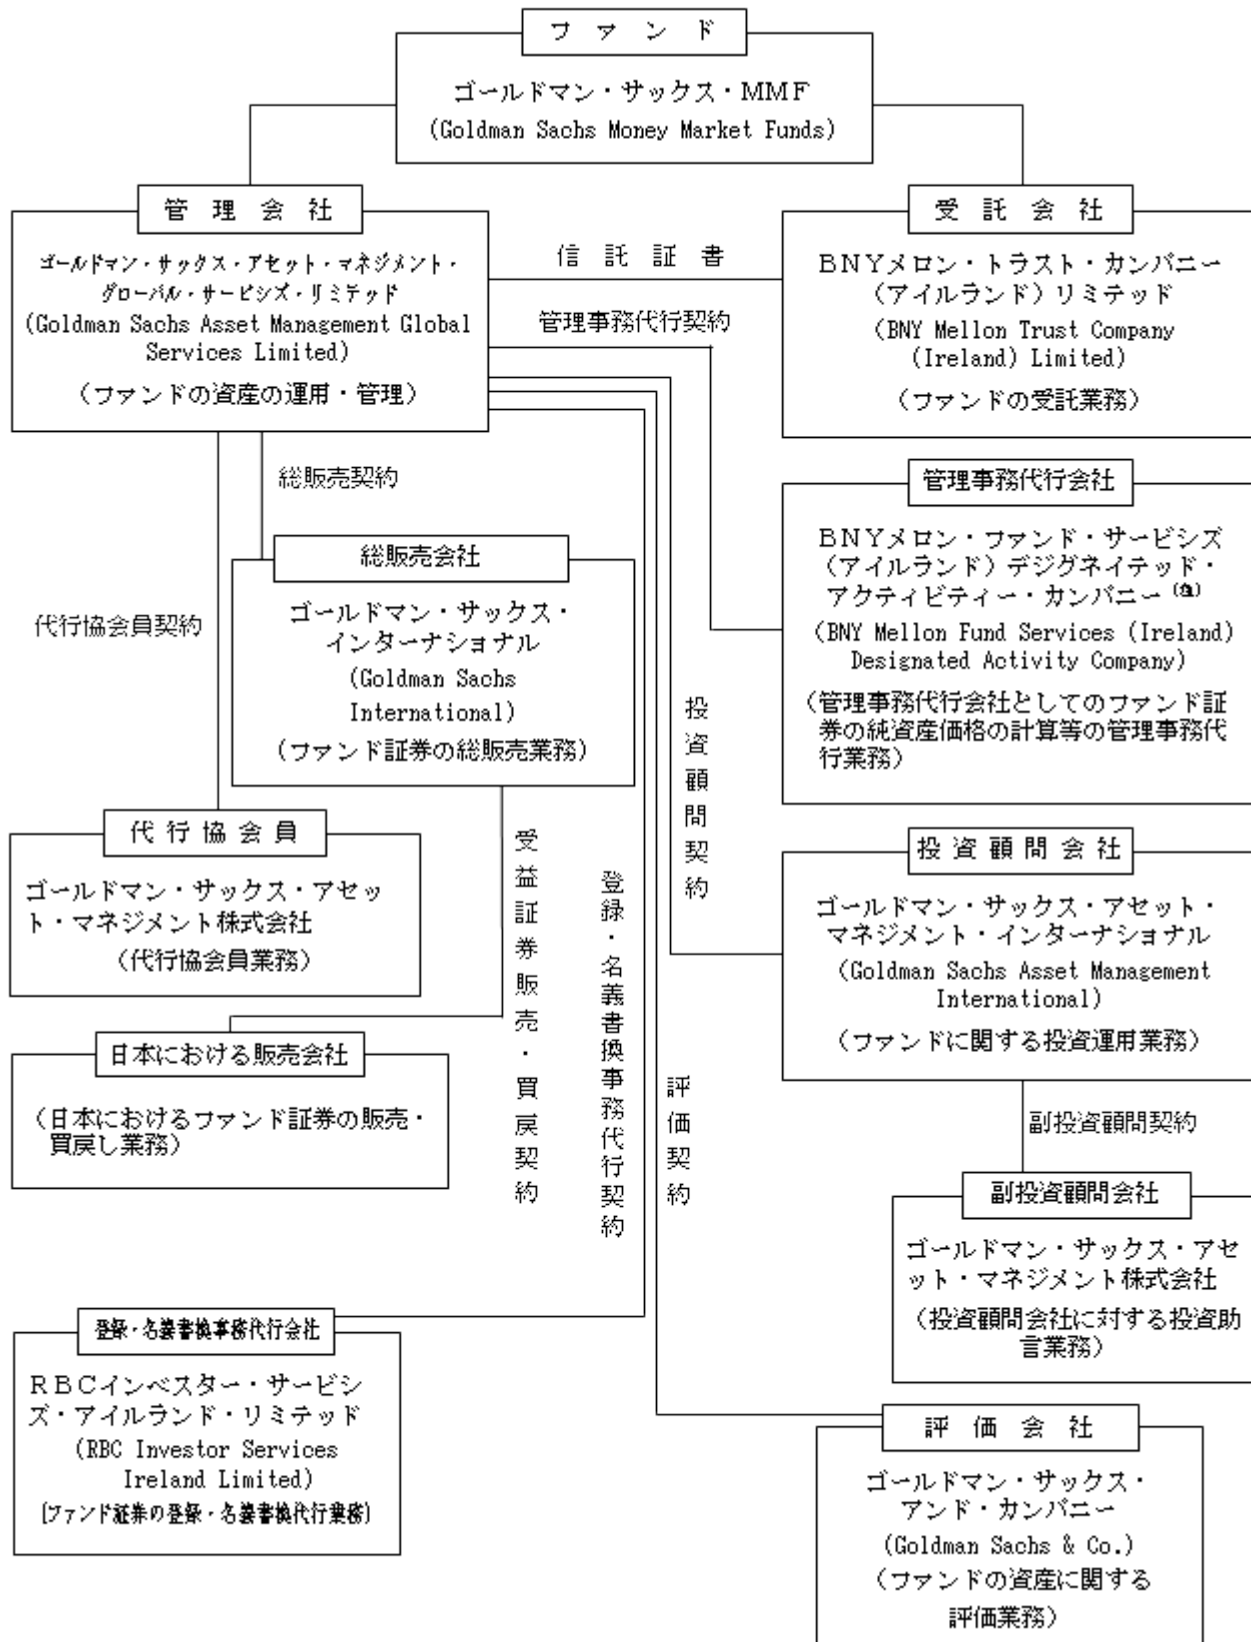 ファンド
ゴールドマン・サックス・ＭＭＦ
(Goldman Sachs Money Market Funds)
管理会社
ゴールドマン・サックス・アセット・マネジメント・
グローバル・サービシズ・リミテッド
(Goldman Sachs Asset Management Global
Services Limited)
（ファンドの資産の運用・管理）
信託証書
管理事務代行契約
受託会社
ＢＮＹメロン・トラスト・カンパニー
（アイルランド）リミテッド
(BNY Mellon Trust Company
(Ireland) Limited)
（ファンドの受託業務）
総販売契約
管理事務代行会社
ＢＮＹメロン・ファンド・サービシズ
（アイルランド）デジグネイテッド・
アクティビティー・カンパニー(注)
(BNY Mellon Fund Services (Ireland)
Designated Activity Company)
（管理事務代行会社としてのファンド証
券の純資産価格の計算等の管理事務代
行業務）
総販売会社
ゴールドマン・サックス・
インターナショナル
(Goldman Sachs
International)
（ファンド証券の総販売業務）
代行協会員契約
投資顧問契約
代行協会員
ゴールドマン・サックス・アセッ
ト・マネジメント株式会社
（代行協会員業務）
受益証券販売・買戻契約
登録・名義書換事務代行契約
投資顧問会社
ゴールドマン・サックス・アセット・
マネジメント・インターナショナル
(Goldman Sachs Asset Management
International)
（ファンドに関する投資運用業務）
日本における販売会社
（日本におけるファンド証券の販売・
買戻し業務）
評価契約
副投資顧問契約
副投資顧問会社
ゴールドマン・サックス・アセ
ット・マネジメント株式会社
（投資顧問会社に対する投資助
言業務）
登録・名義書換事務代行会社
ＲＢＣインベスター・サービシ
ズ・アイルランド・リミテッド
(RBC Investor Services
Ireland Limited)
(ファンド証券の登録・名義書換代行業務)
評価会社
ゴールドマン・サックス・
アンド・カンパニー
(Goldman Sachs & Co.)
（ファンドの資産に関する
評価業務）